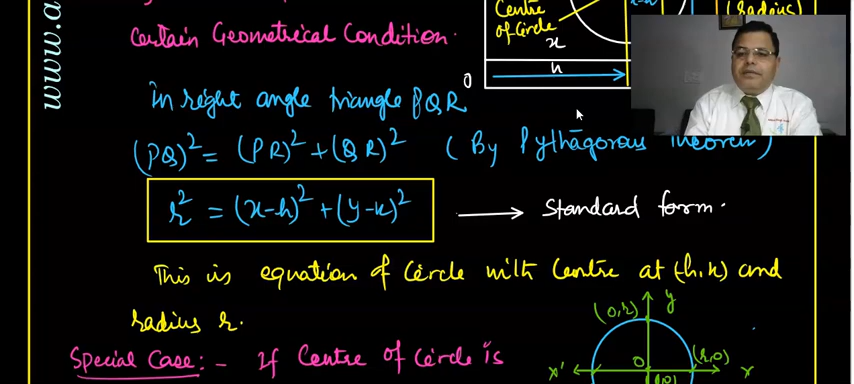 certain Geometrical Condition.
Centre
of Circle
(radius)
x
h
0
www.a
In right angle triangle PQR
(PQ)² = (PR)² + (QR)² (By Pythagorous Theorem)
r² = (x-h)² + (y-k)² → Standard form.
This is equation of Circle with Centre at (h,k) and
radius r.
Special Case:- If Centre of Circle is
(0,r)
y
(r,0)
O
x'
x